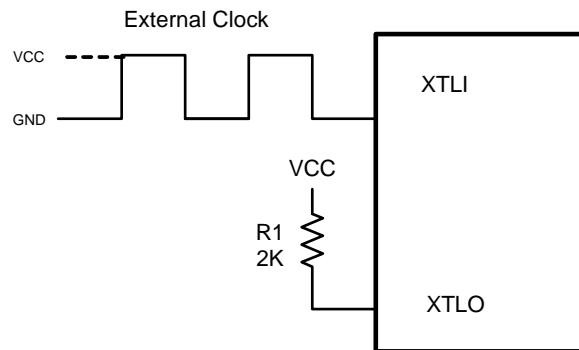 External Clock
VCC
GND
XTLI
VCC
R1
2K
XTLO